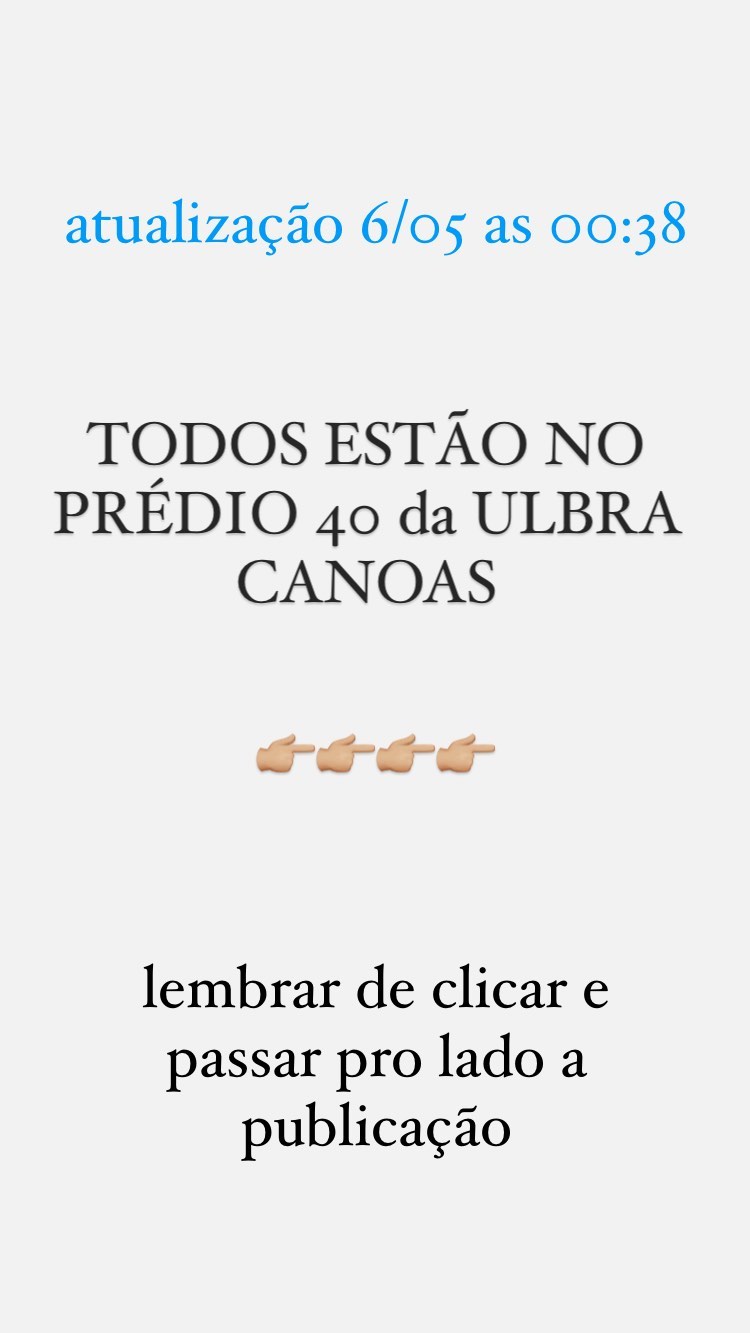 atualização 6/05 as 00:38
TODOS ESTÃO NO
PRÉDIO 40 da ULBRA
CANOAS
👉🏼👉🏼👉🏼👉🏼
lembrar de clicar e
passar pro lado a
publicação